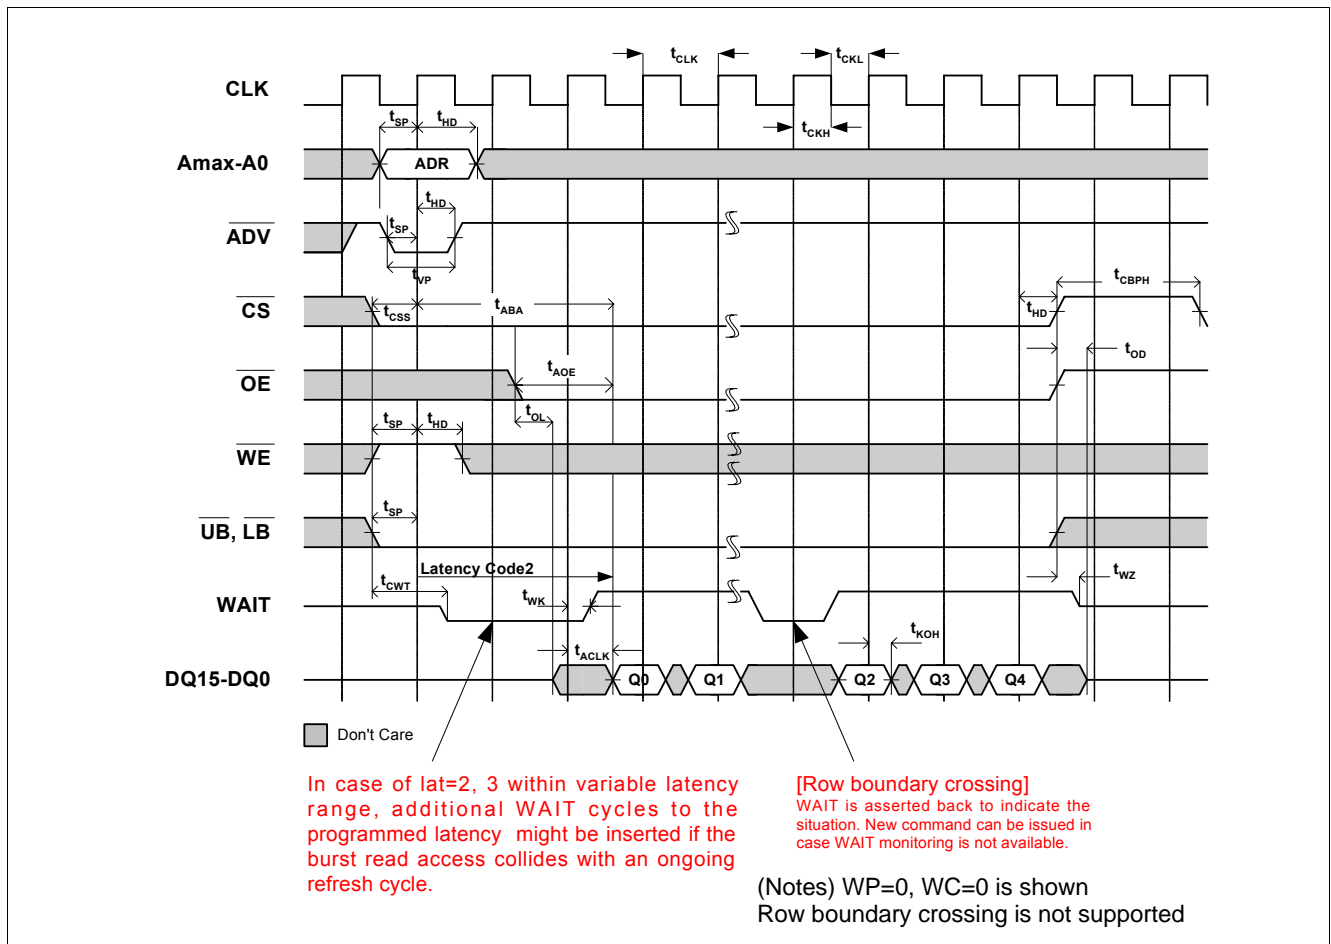 tCLK
tCKL
CLK
tSP
tHD
tCKH
Amax-A0
ADR
tHD
ADV
tSP
tVP
tCBPH
CS
tCSS
tABA
tHD
tOD
OE
tAOE
tOL
tSP
tHD
WE
tSP
UB, LB
Latency Code2
tCWT
tWZ
WAIT
tWK
tKOH
tACLK
DQ15-DQ0
Q0
Q1
Q2
Q3
Q4
Don't Care
In case of lat=2, 3 within variable latency
range, additional WAIT cycles to the
programmed latency might be inserted if the
burst read access collides with an ongoing
refresh cycle.
[Row boundary crossing]
WAIT is asserted back to indicate the
situation. New command can be issued in
case WAIT monitoring is not available.
(Notes) WP=0, WC=0 is shown
Row boundary crossing is not supported